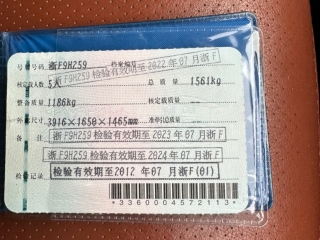 号牌号码 浙F9HZ59 档案编号
浙F9HZ59检验有效期至2022年07月浙F
核定载人数 5人 总质量 1561kg
整备质量 1186kg 核定载质量 -----
外廓尺寸 3916×1650×1465mm 准牵引总质量 -----
备注 浙F9HZ59检验有效期至2023年07月浙F
浙F9HZ59检验有效期至2024年07月浙F
检验记录 检验有效期至2012年07月浙F(01)
*3360004572113*